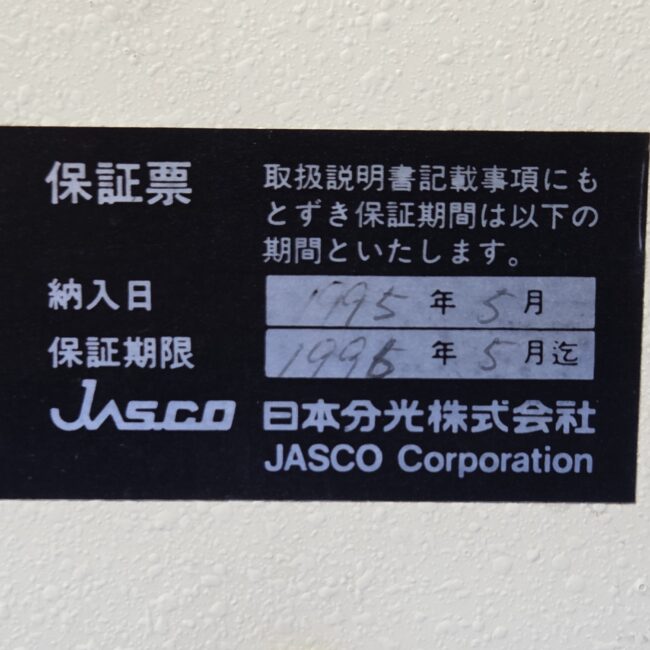 保証票
取扱説明書記載事項にも
とずき保証期間は以下の
期間といたします。
納入日 1995 年 5 月
保証期限 1996 年 5 月迄
JASCO 日本分光株式会社
JASCO Corporation